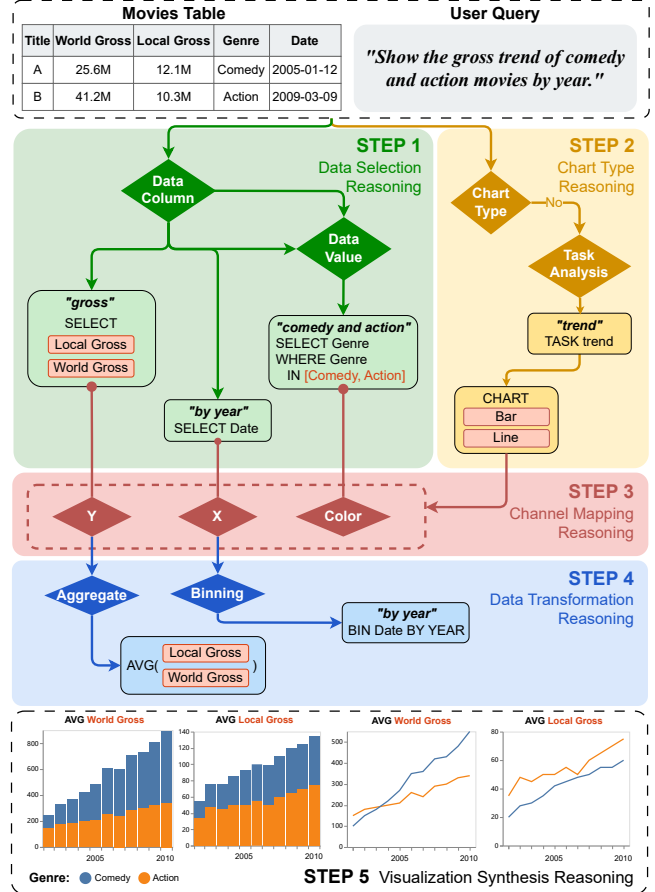 Movies Table
Title World Gross Local Gross Genre Date
A 25.6M 12.1M Comedy 2005-01-12
B 41.2M 10.3M Action 2009-03-09
User Query
"Show the gross trend of comedy
and action movies by year."
STEP 1
Data Selection
Reasoning
Data
Column
Data
Value
"gross"
SELECT
Local Gross
World Gross
"by year"
SELECT Date
"comedy and action"
SELECT Genre
WHERE Genre
IN [Comedy, Action]
STEP 2
Chart Type
Reasoning
Chart
Type
No
Task
Analysis
"trend"
TASK trend
CHART
Bar
Line
STEP 3
Channel Mapping
Reasoning
Y
X
Color
STEP 4
Data Transformation
Reasoning
Aggregate
Binning
"by year"
BIN Date BY YEAR
AVG(
Local Gross
World Gross
)
AVG World Gross
800
600
400
200
0
2005 2010
AVG Local Gross
140
120
100
80
60
40
20
0
2005 2010
AVG World Gross
500
400
300
200
100
0
2005 2010
AVG Local Gross
80
60
40
20
0
2005 2010
Genre: Comedy Action
STEP 5 Visualization Synthesis Reasoning